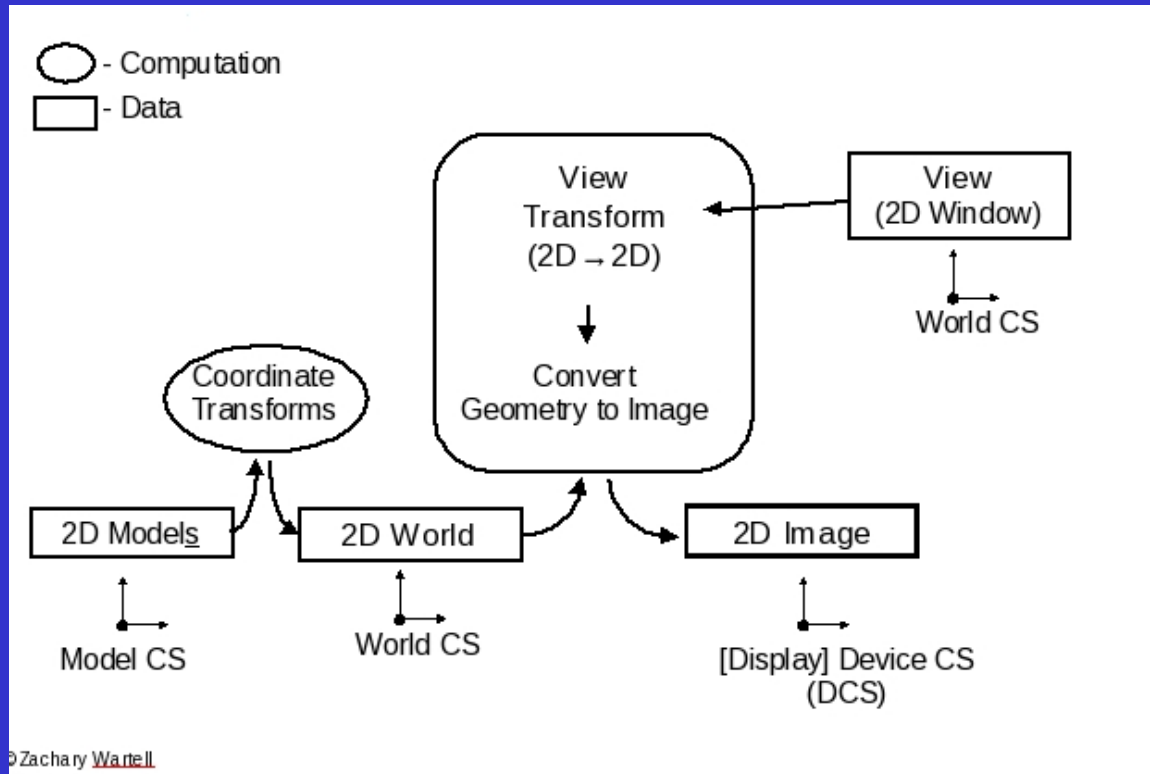 - Computation
- Data
View
Transform
(2D → 2D)
Convert
Geometry to Image
View
(2D Window)
World CS
Coordinate
Transforms
2D Models
2D World
2D Image
Model CS
World CS
[Display] Device CS
(DCS)
©Zachary Wartell